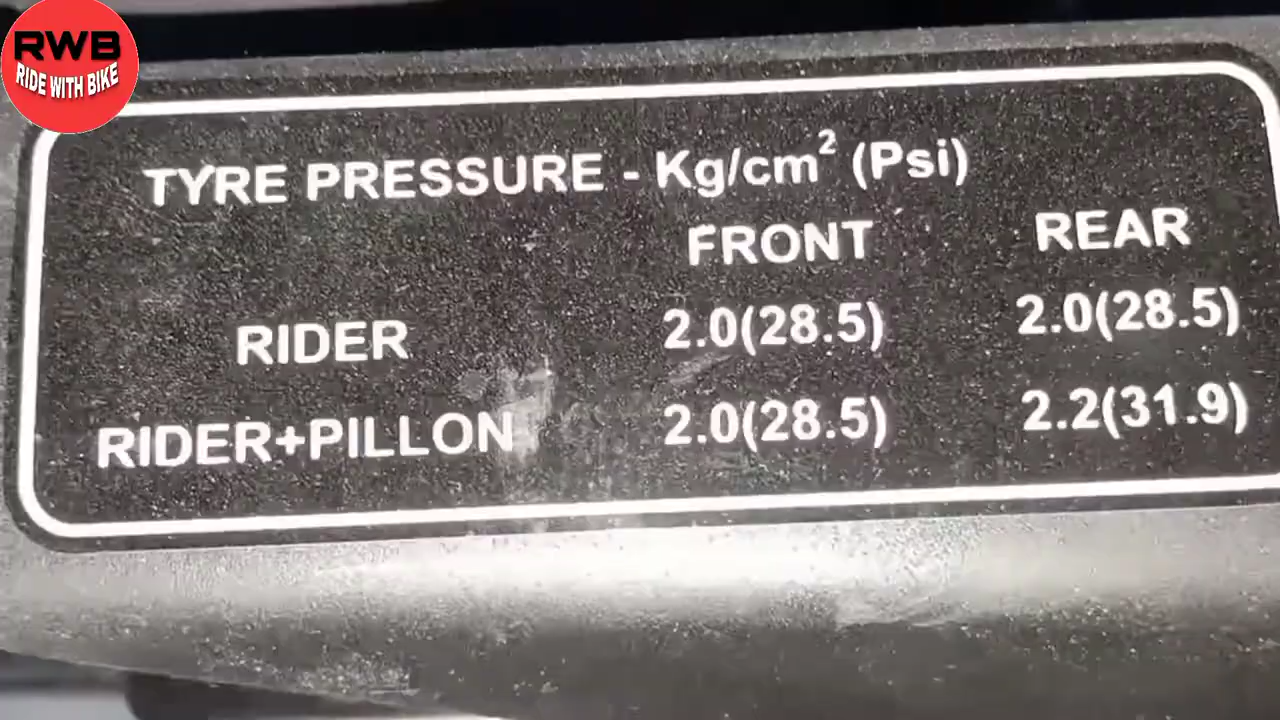 RWB
RIDE WITH BIKE
TYRE PRESSURE - Kg/cm² (Psi)
FRONT REAR
RIDER 2.0(28.5) 2.0(28.5)
RIDER+PILLON 2.0(28.5) 2.2(31.9)